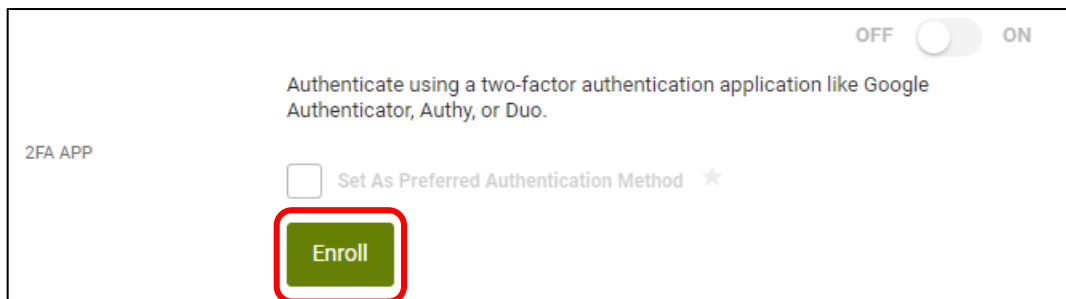 OFF ON
Authenticate using a two-factor authentication application like Google
Authenticator, Authy, or Duo.
2FA APP
Set As Preferred Authentication Method
Enroll